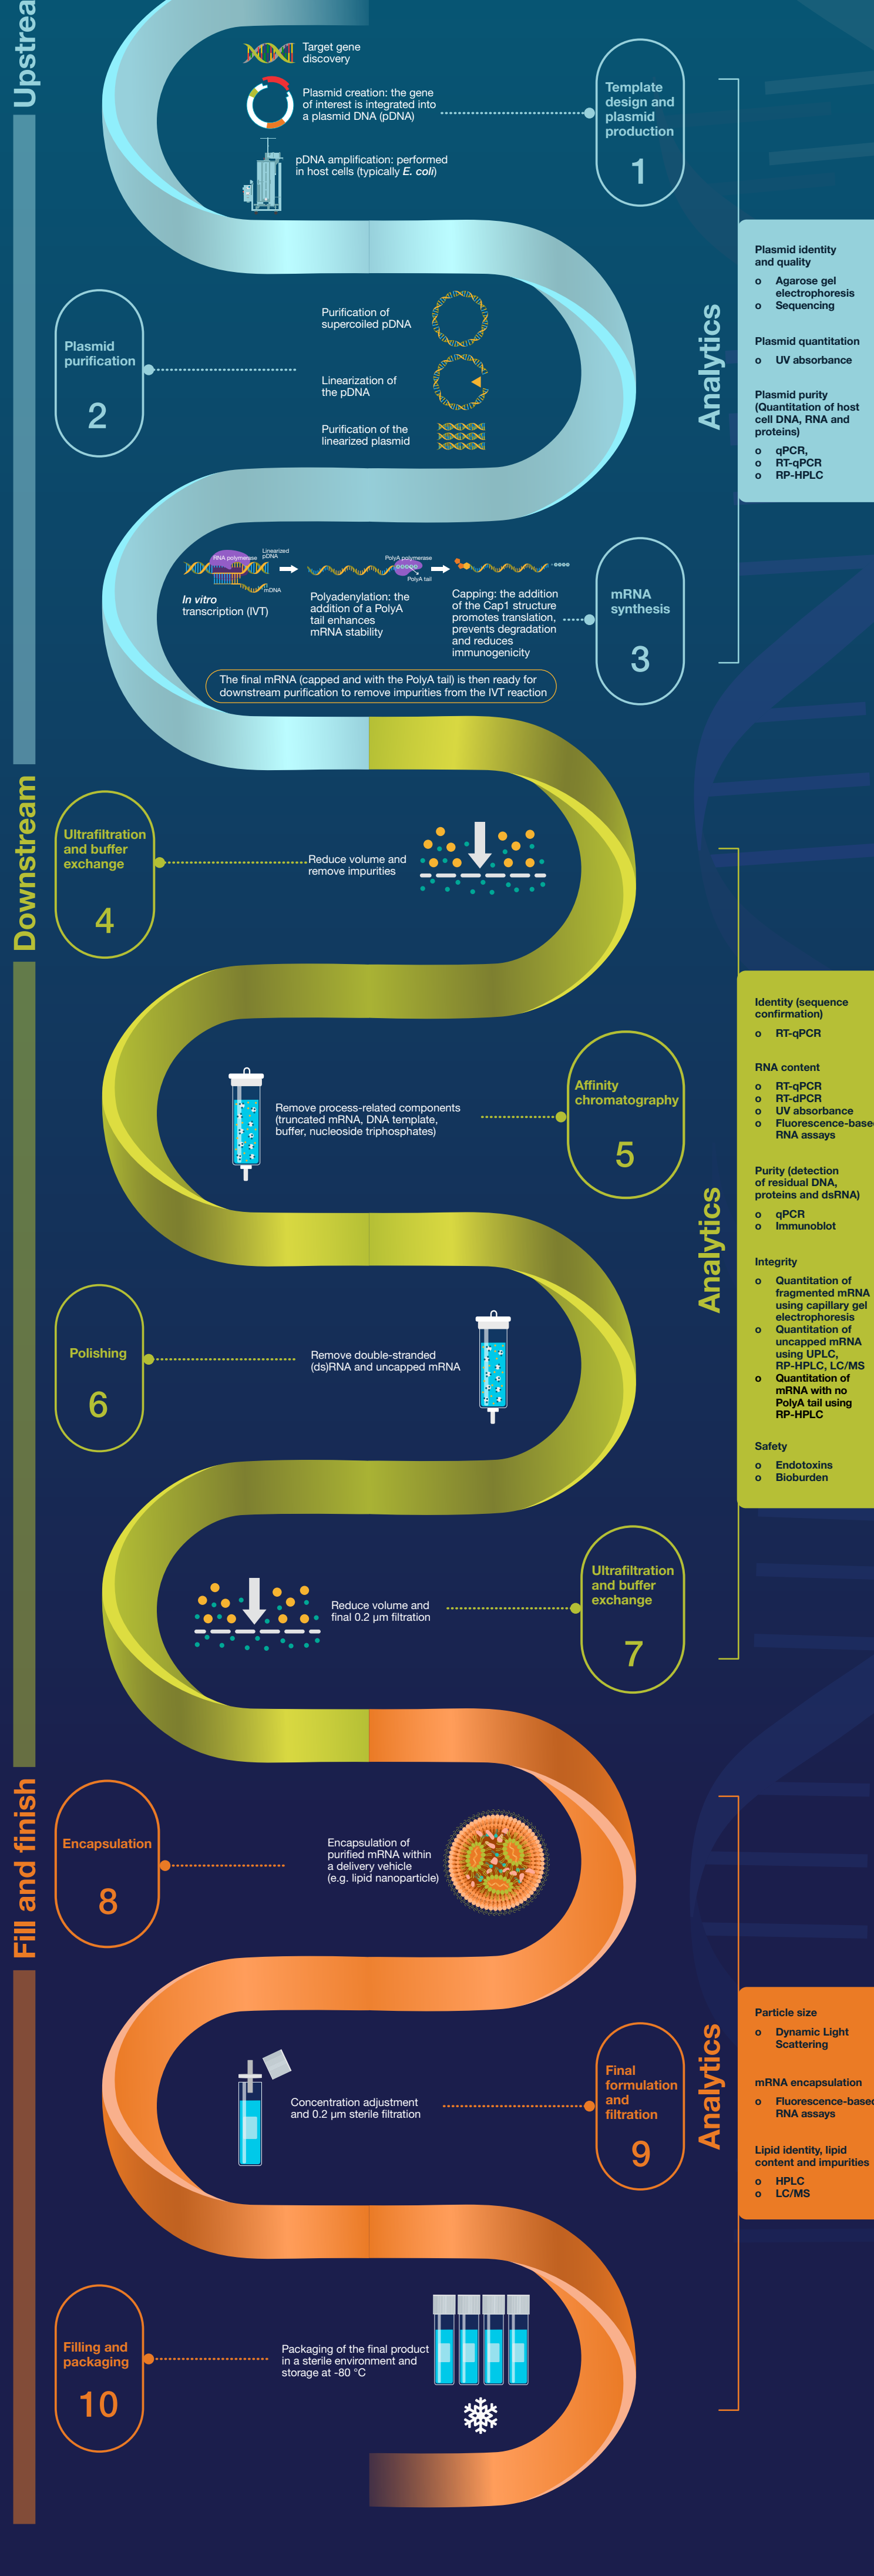 Upstrea
Target gene
discovery
Plasmid creation: the gene
of interest is integrated into
a plasmid DNA (pDNA)
pDNA amplification: performed
in host cells (typically E. coli)
Template
design and
plasmid
production
1
Plasmid
purification
2
Purification of
supercoiled pDNA
Linearization of
the pDNA
Purification of the
linearized plasmid
Analytics
Plasmid identity
and quality
o Agarose gel
electrophoresis
o Sequencing
Plasmid quantitation
o UV absorbance
Plasmid purity
(Quantitation of host
cell DNA, RNA and
proteins)
o qPCR,
o RT-qPCR
o RP-HPLC
RNA polymerase
Linearized
pDNA
mDNA
In vitro
transcription (IVT)
PolyA polymerase
PolyA tail
Polyadenylation: the
addition of a PolyA
tail enhances
mRNA stability
Capping: the addition
of the Cap1 structure
promotes translation,
prevents degradation
and reduces
immunogenicity
mRNA
synthesis
3
The final mRNA (capped and with the PolyA tail) is then ready for
downstream purification to remove impurities from the IVT reaction
Downstream
Ultrafiltration
and buffer
exchange
4
Reduce volume and
remove impurities
Remove process-related components
(truncated mRNA, DNA template,
buffer, nucleoside triphosphates)
Affinity
chromatography
5
Polishing
6
Remove double-stranded
(ds)RNA and uncapped mRNA
Reduce volume and
final 0.2 µm filtration
Ultrafiltration
and buffer
exchange
7
Analytics
Identity (sequence
confirmation)
o RT-qPCR
RNA content
o RT-qPCR
o RT-dPCR
o UV absorbance
o Fluorescence-base
RNA assays
Purity (detection
of residual DNA,
proteins and dsRNA)
o qPCR
o Immunoblot
Integrity
o Quantitation of
fragmented mRNA
using capillary gel
electrophoresis
o Quantitation of
uncapped mRNA
using UPLC,
RP-HPLC, LC/MS
o Quantitation of
mRNA with no
PolyA tail using
RP-HPLC
Safety
o Endotoxins
o Bioburden
Fill and finish
Encapsulation
8
Encapsulation of
purified mRNA within
a delivery vehicle
(e.g. lipid nanoparticle)
Concentration adjustment
and 0.2 µm sterile filtration
Final
formulation
and
filtration
9
Filling and
packaging
10
Packaging of the final product
in a sterile environment and
storage at -80 °C
Analytics
Particle size
o Dynamic Light
Scattering
mRNA encapsulation
o Fluorescence-based
RNA assays
Lipid identity, lipid
content and impurities
o HPLC
o LC/MS